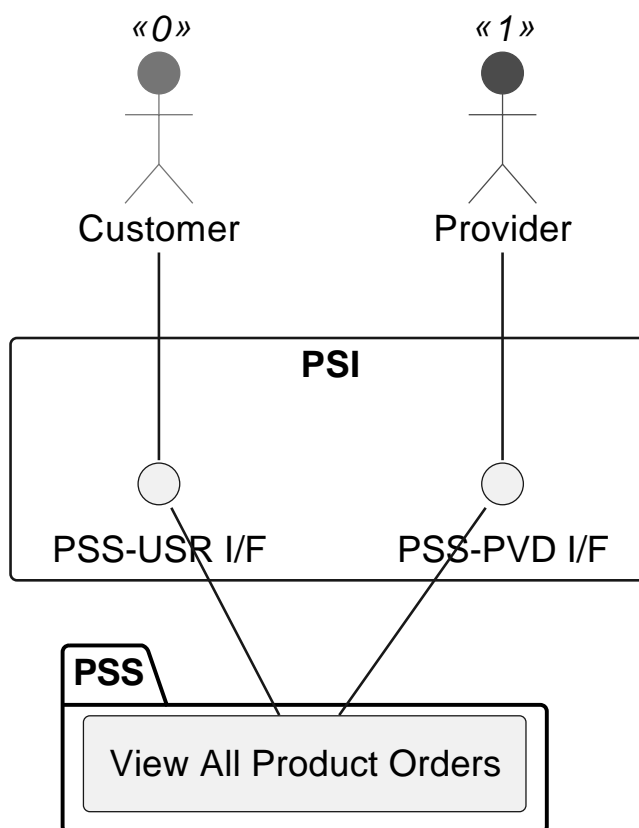 «0» «1»
Customer Provider
PSI
PSS-USR I/F PSS-PVD I/F
PSS
View All Product Orders